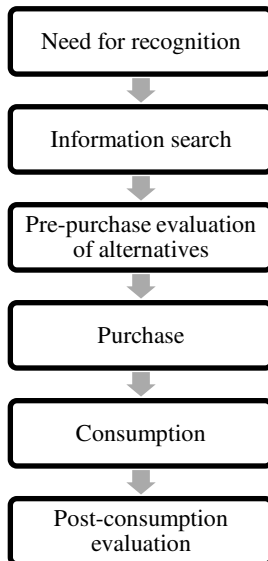 Need for recognition
Information search
Pre-purchase evaluation
of alternatives
Purchase
Consumption
Post-consumption
evaluation